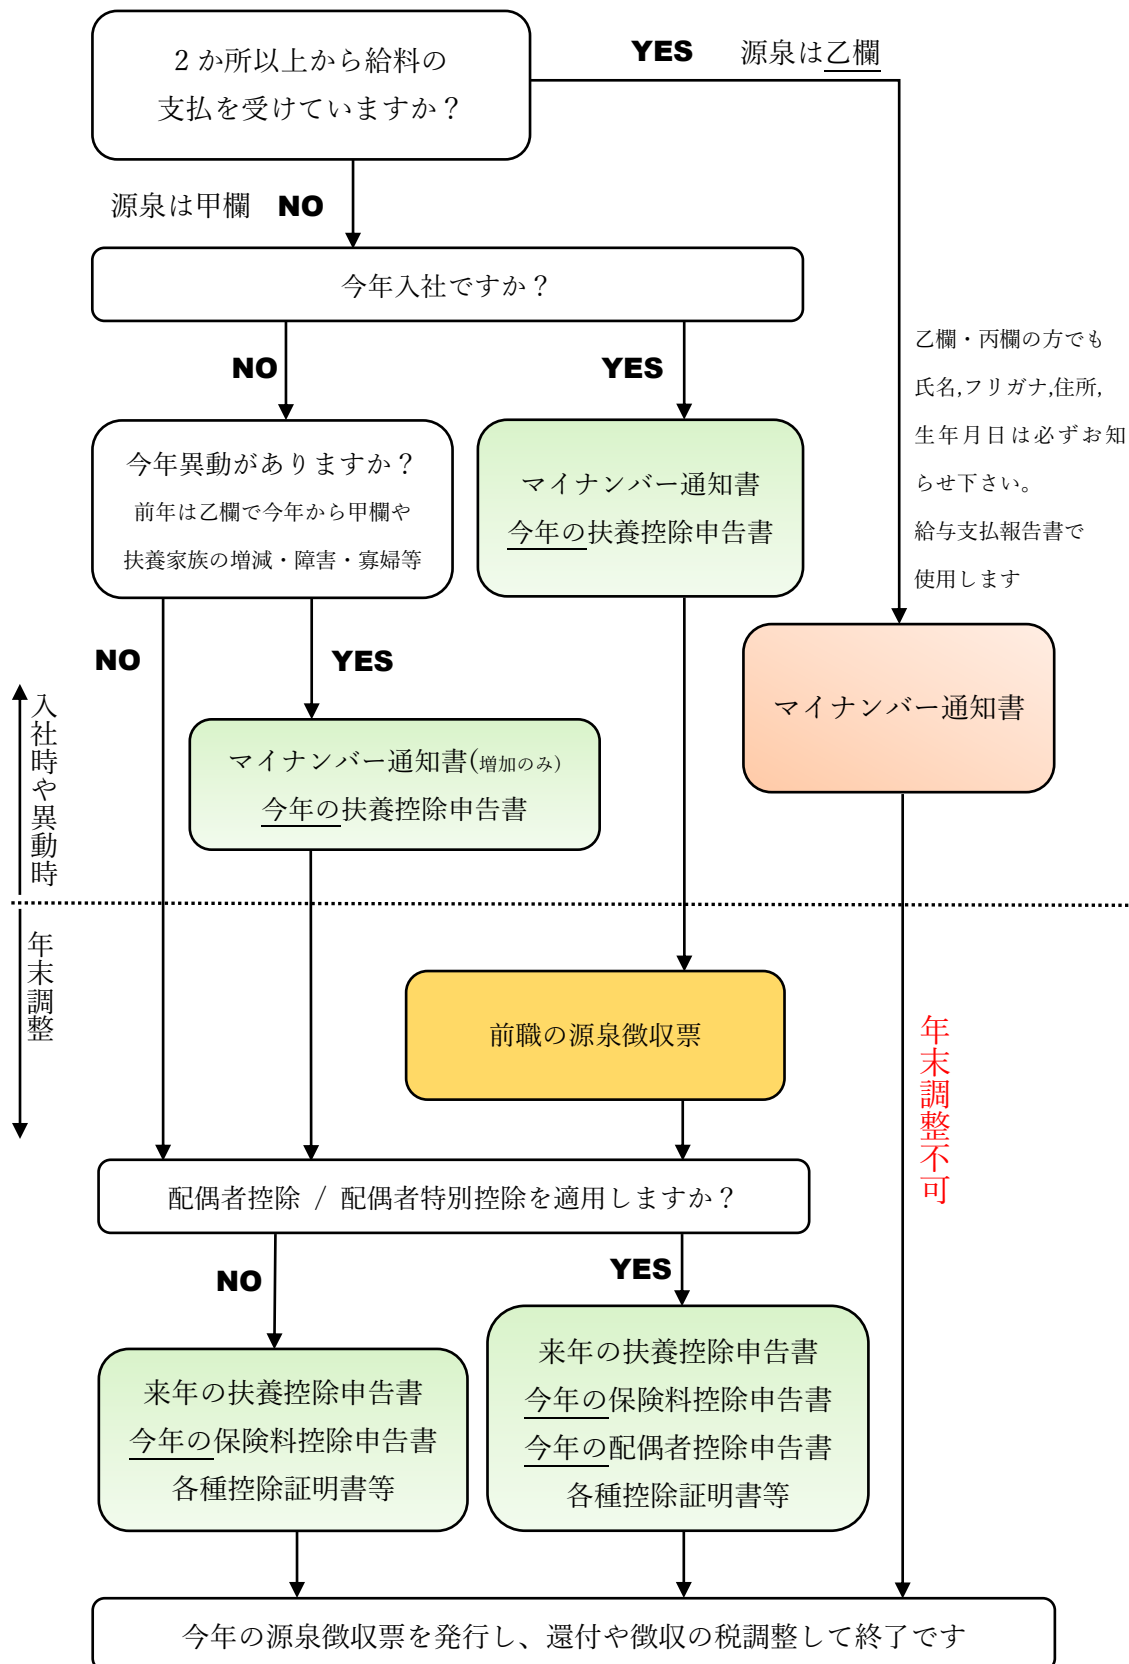 ２か所以上から給料の
支払を受けていますか？
YES 源泉は乙欄
源泉は甲欄 NO
今年入社ですか？
NO
YES
乙欄・丙欄の方でも
氏名,フリガナ,住所,
生年月日は必ずお知
らせ下さい。
給与支払報告書で
使用します
今年異動がありますか？
前年は乙欄で今年から甲欄や
扶養家族の増減・障害・寡婦等
マイナンバー通知書
今年の扶養控除申告書
NO
YES
マイナンバー通知書
入社時や異動時
マイナンバー通知書(増加のみ)
今年の扶養控除申告書
年末調整
前職の源泉徴収票
年末調整不可
配偶者控除 / 配偶者特別控除を適用しますか？
NO
YES
来年の扶養控除申告書
今年の保険料控除申告書
各種控除証明書等
来年の扶養控除申告書
今年の保険料控除申告書
今年の配偶者控除申告書
各種控除証明書等
今年の源泉徴収票を発行し、還付や徴収の税調整して終了です